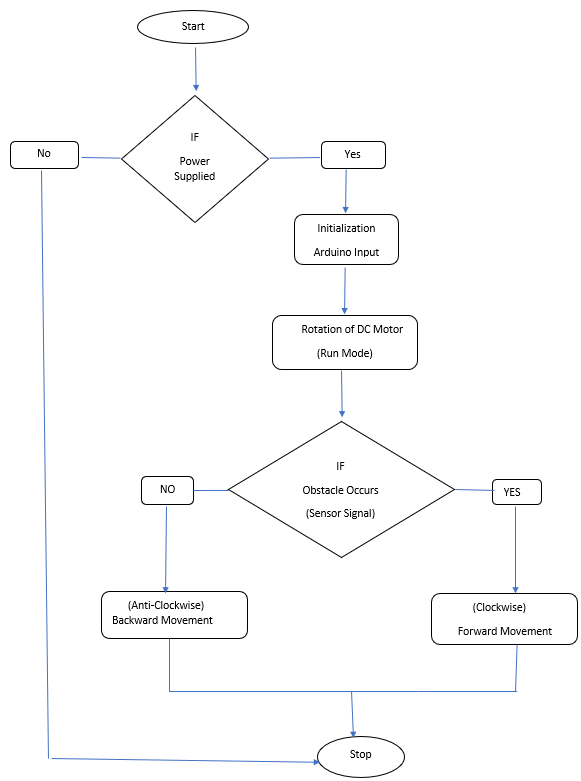 Start
IF
Power
Supplied
No
Yes
Initialization
Arduino Input
Rotation of DC Motor
(Run Mode)
IF
Obstacle Occurs
(Sensor Signal)
NO
YES
(Anti-Clockwise)
Backward Movement
(Clockwise)
Forward Movement
Stop